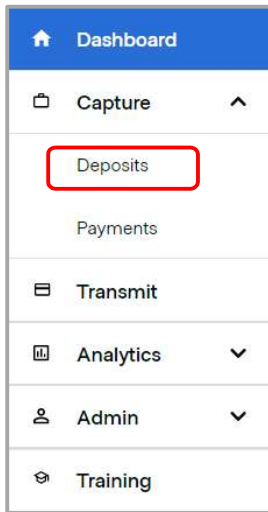 Dashboard
Capture
Deposits
Payments
Transmit
Analytics
Admin
Training